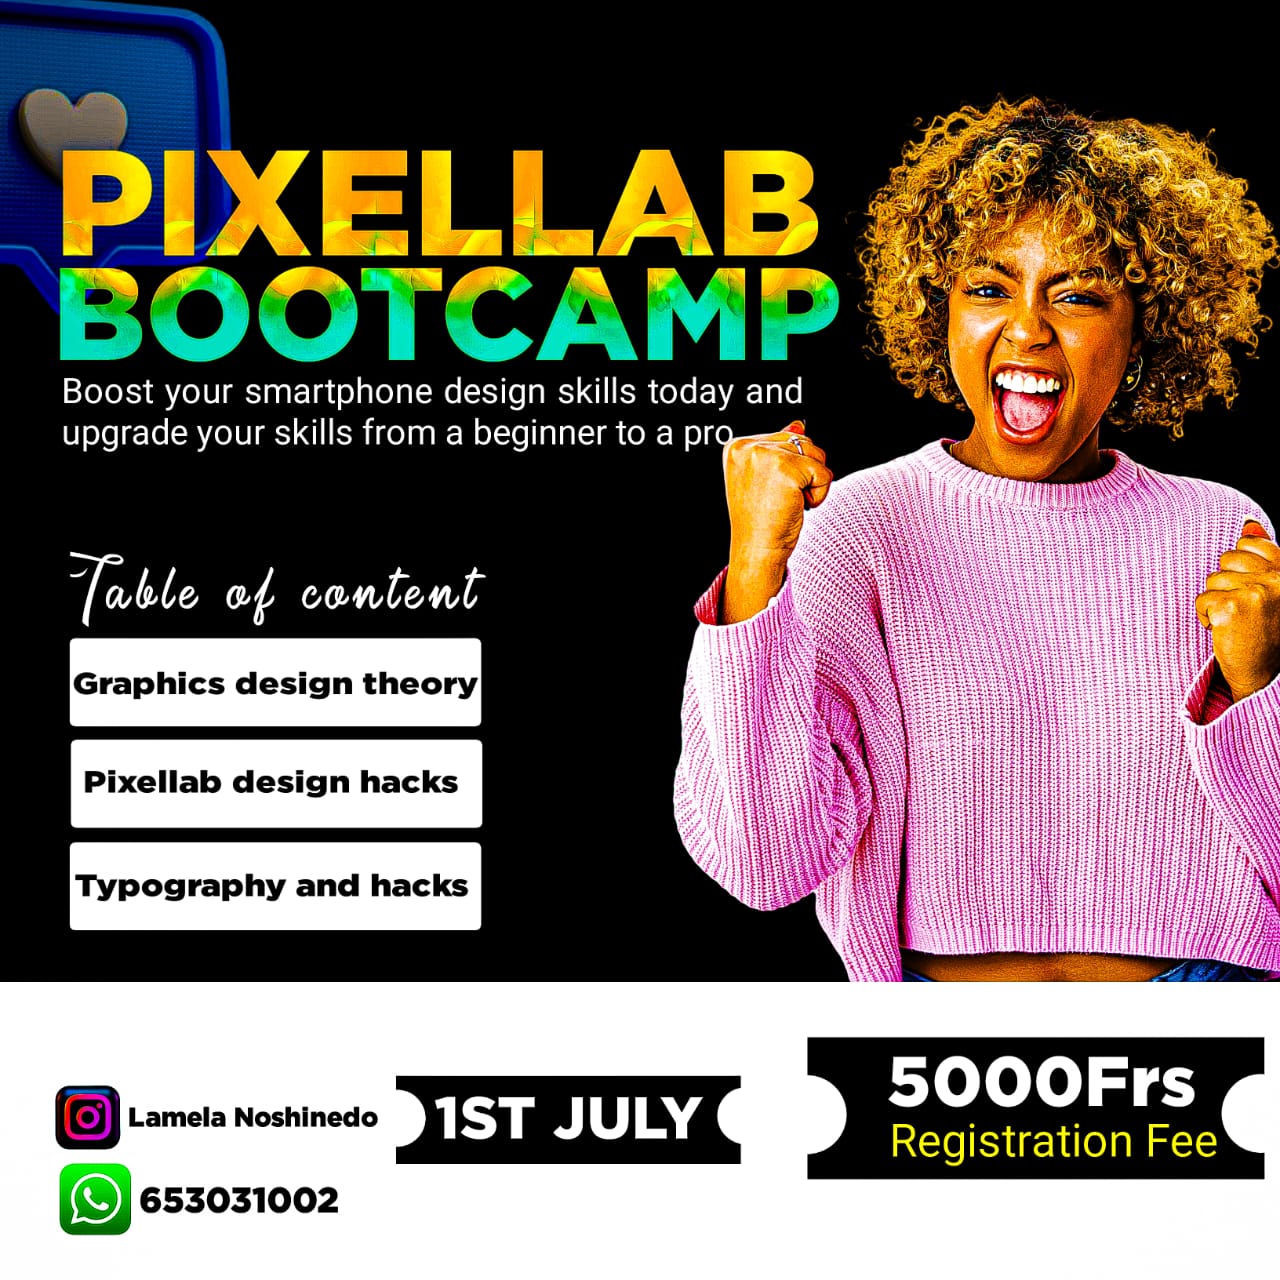 PIXELLAB
BOOTCAMP
Boost your smartphone design skills today and
upgrade your skills from a beginner to a pro
Table of content
Graphics design theory
Pixellab design hacks
Typography and hacks
Lamela Noshinedo
653031002
1ST JULY
5000Frs
Registration Fee